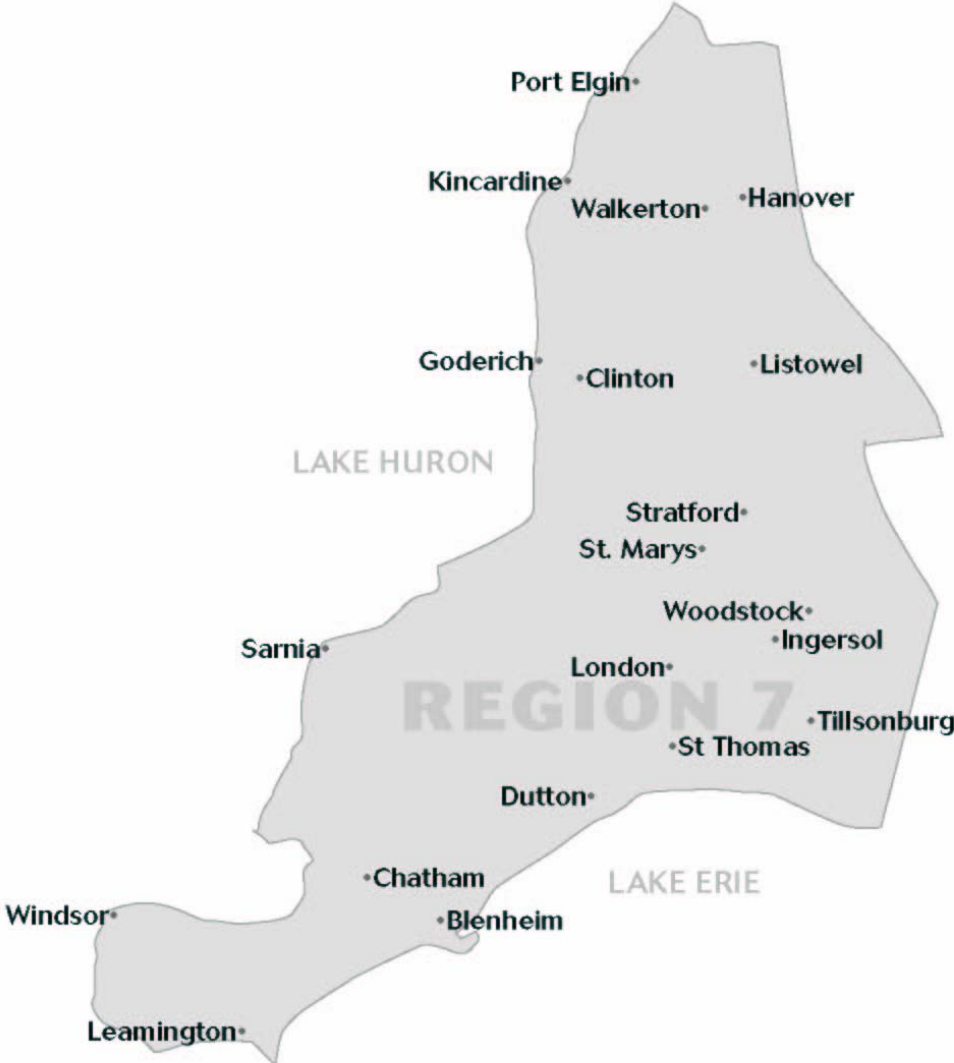 Port Elgin
Kincardine
Hanover
Walkerton
Goderich
Listowel
Clinton
LAKE HURON
Stratford
St. Marys
Woodstock
Ingersol
Sarnia
London
REGION 7
Tillsonburg
St Thomas
Dutton
Chatham
LAKE ERIE
Windsor
Blenheim
Leamington